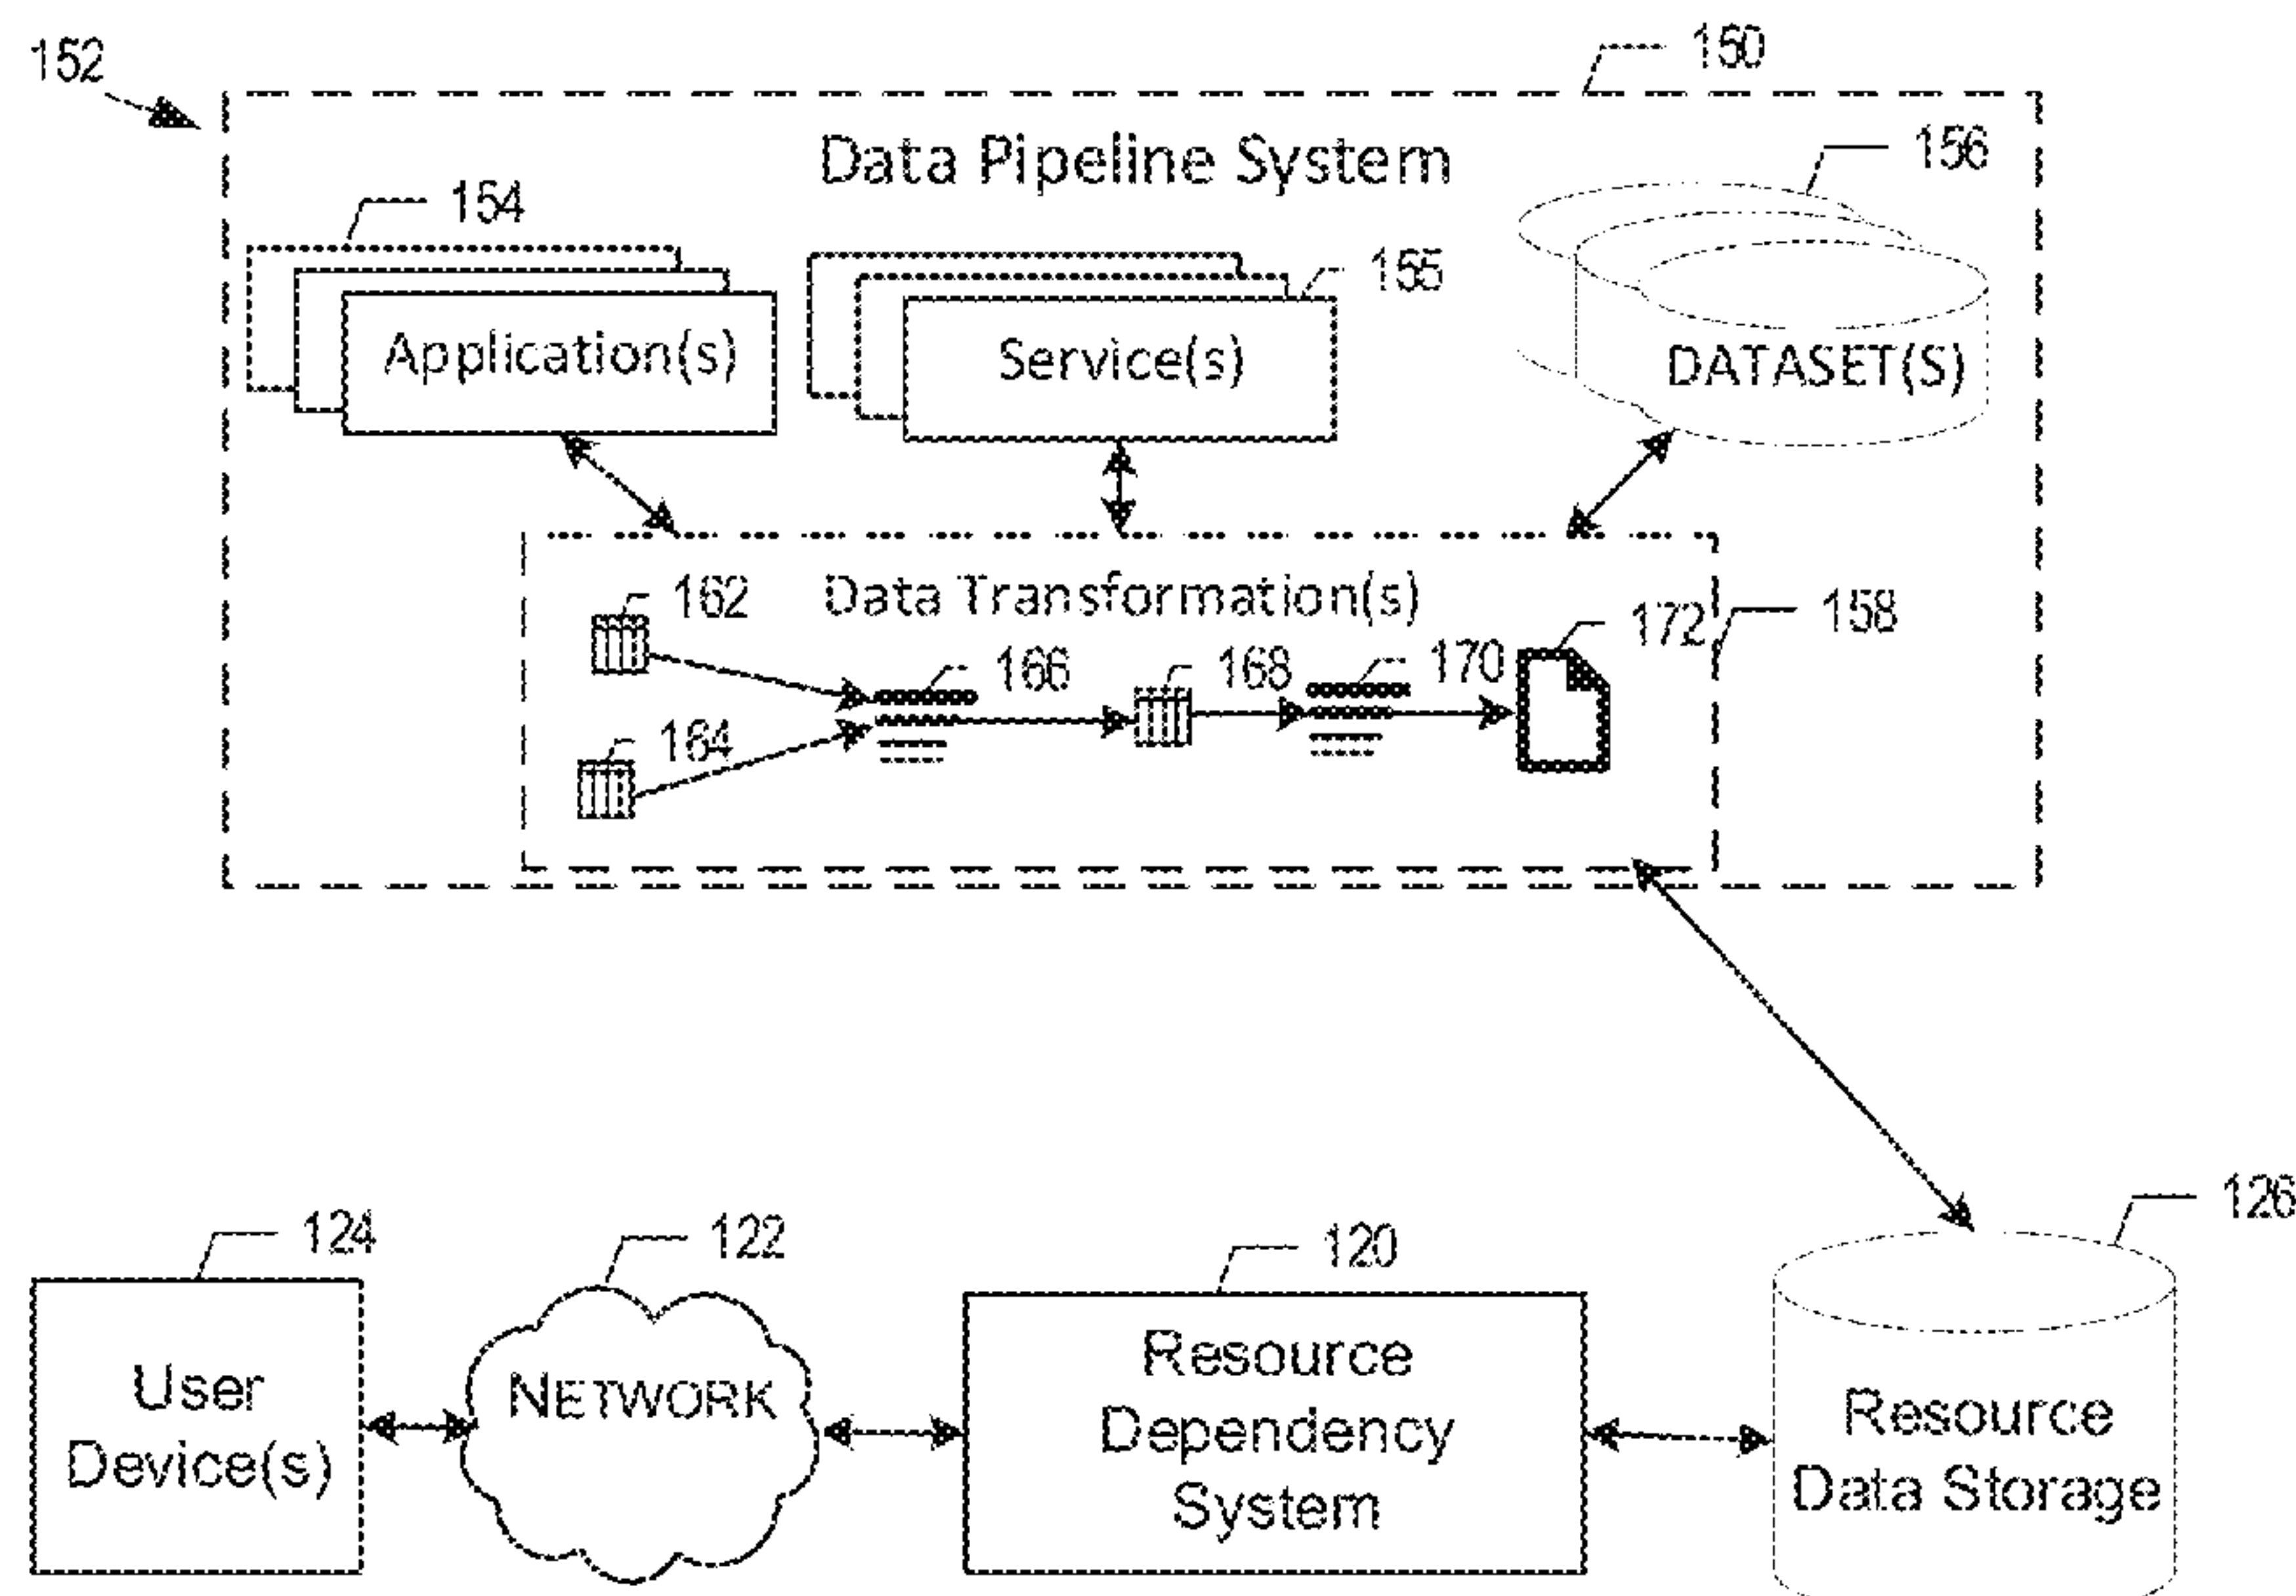 152
150
Data Pipeline System
156
154
155
Application(s)
Service(s)
DATASET(S)
162
Data Transformation(s)
172
158
166
168
170
164
126
124
122
120
User
Device(s)
NETWORK
Resource
Dependency
System
Resource
Data Storage